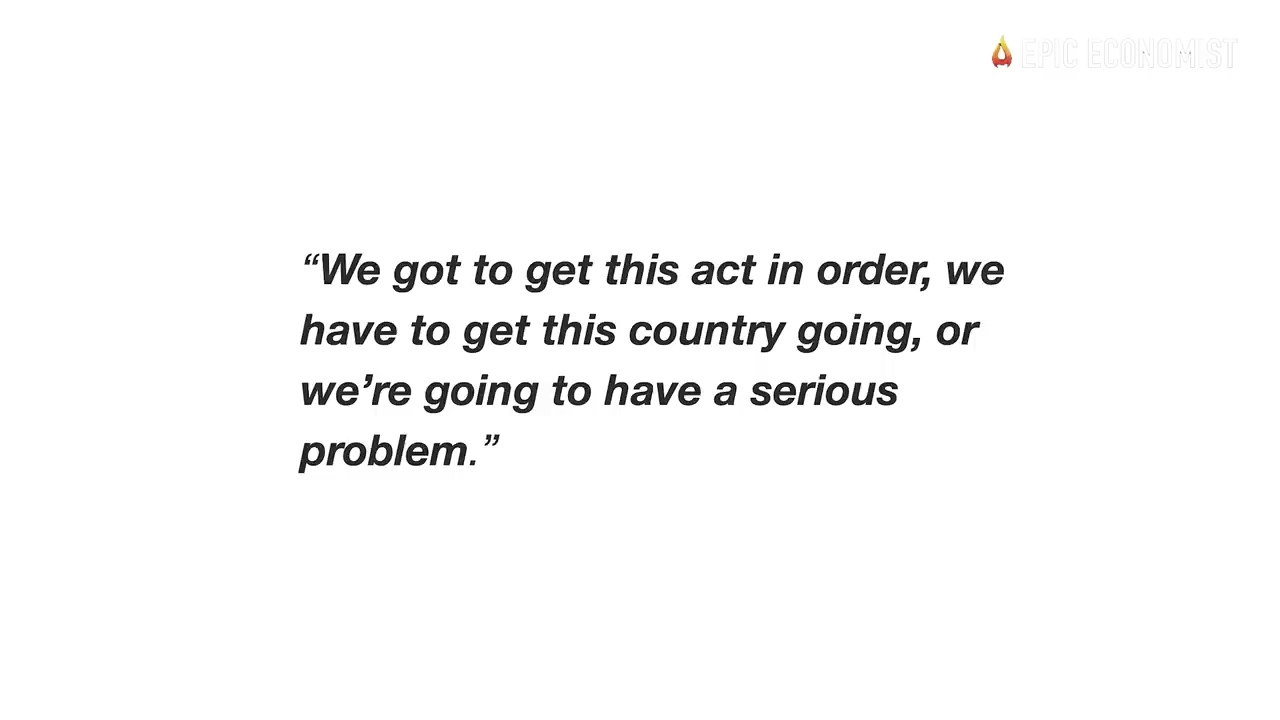 EPIC ECONOMIST
“We got to get this act in order, we
have to get this country going, or
we’re going to have a serious
problem.”